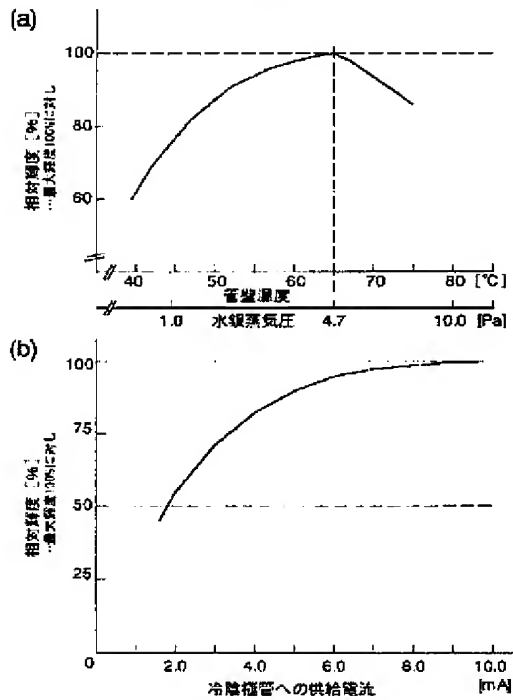 (a)
100
80
60
相対輝度 [%]
…最大輝度100%に対し
40 50 60 70 80 [℃]
管壁温度
1.0 水銀蒸気圧 4.7 10.0 [Pa]
(b)
100
75
50
25
0
相対輝度 [%]
…最大輝度100%に対し
2.0 4.0 6.0 8.0 10.0
冷陰極管への供給電流 [mA]